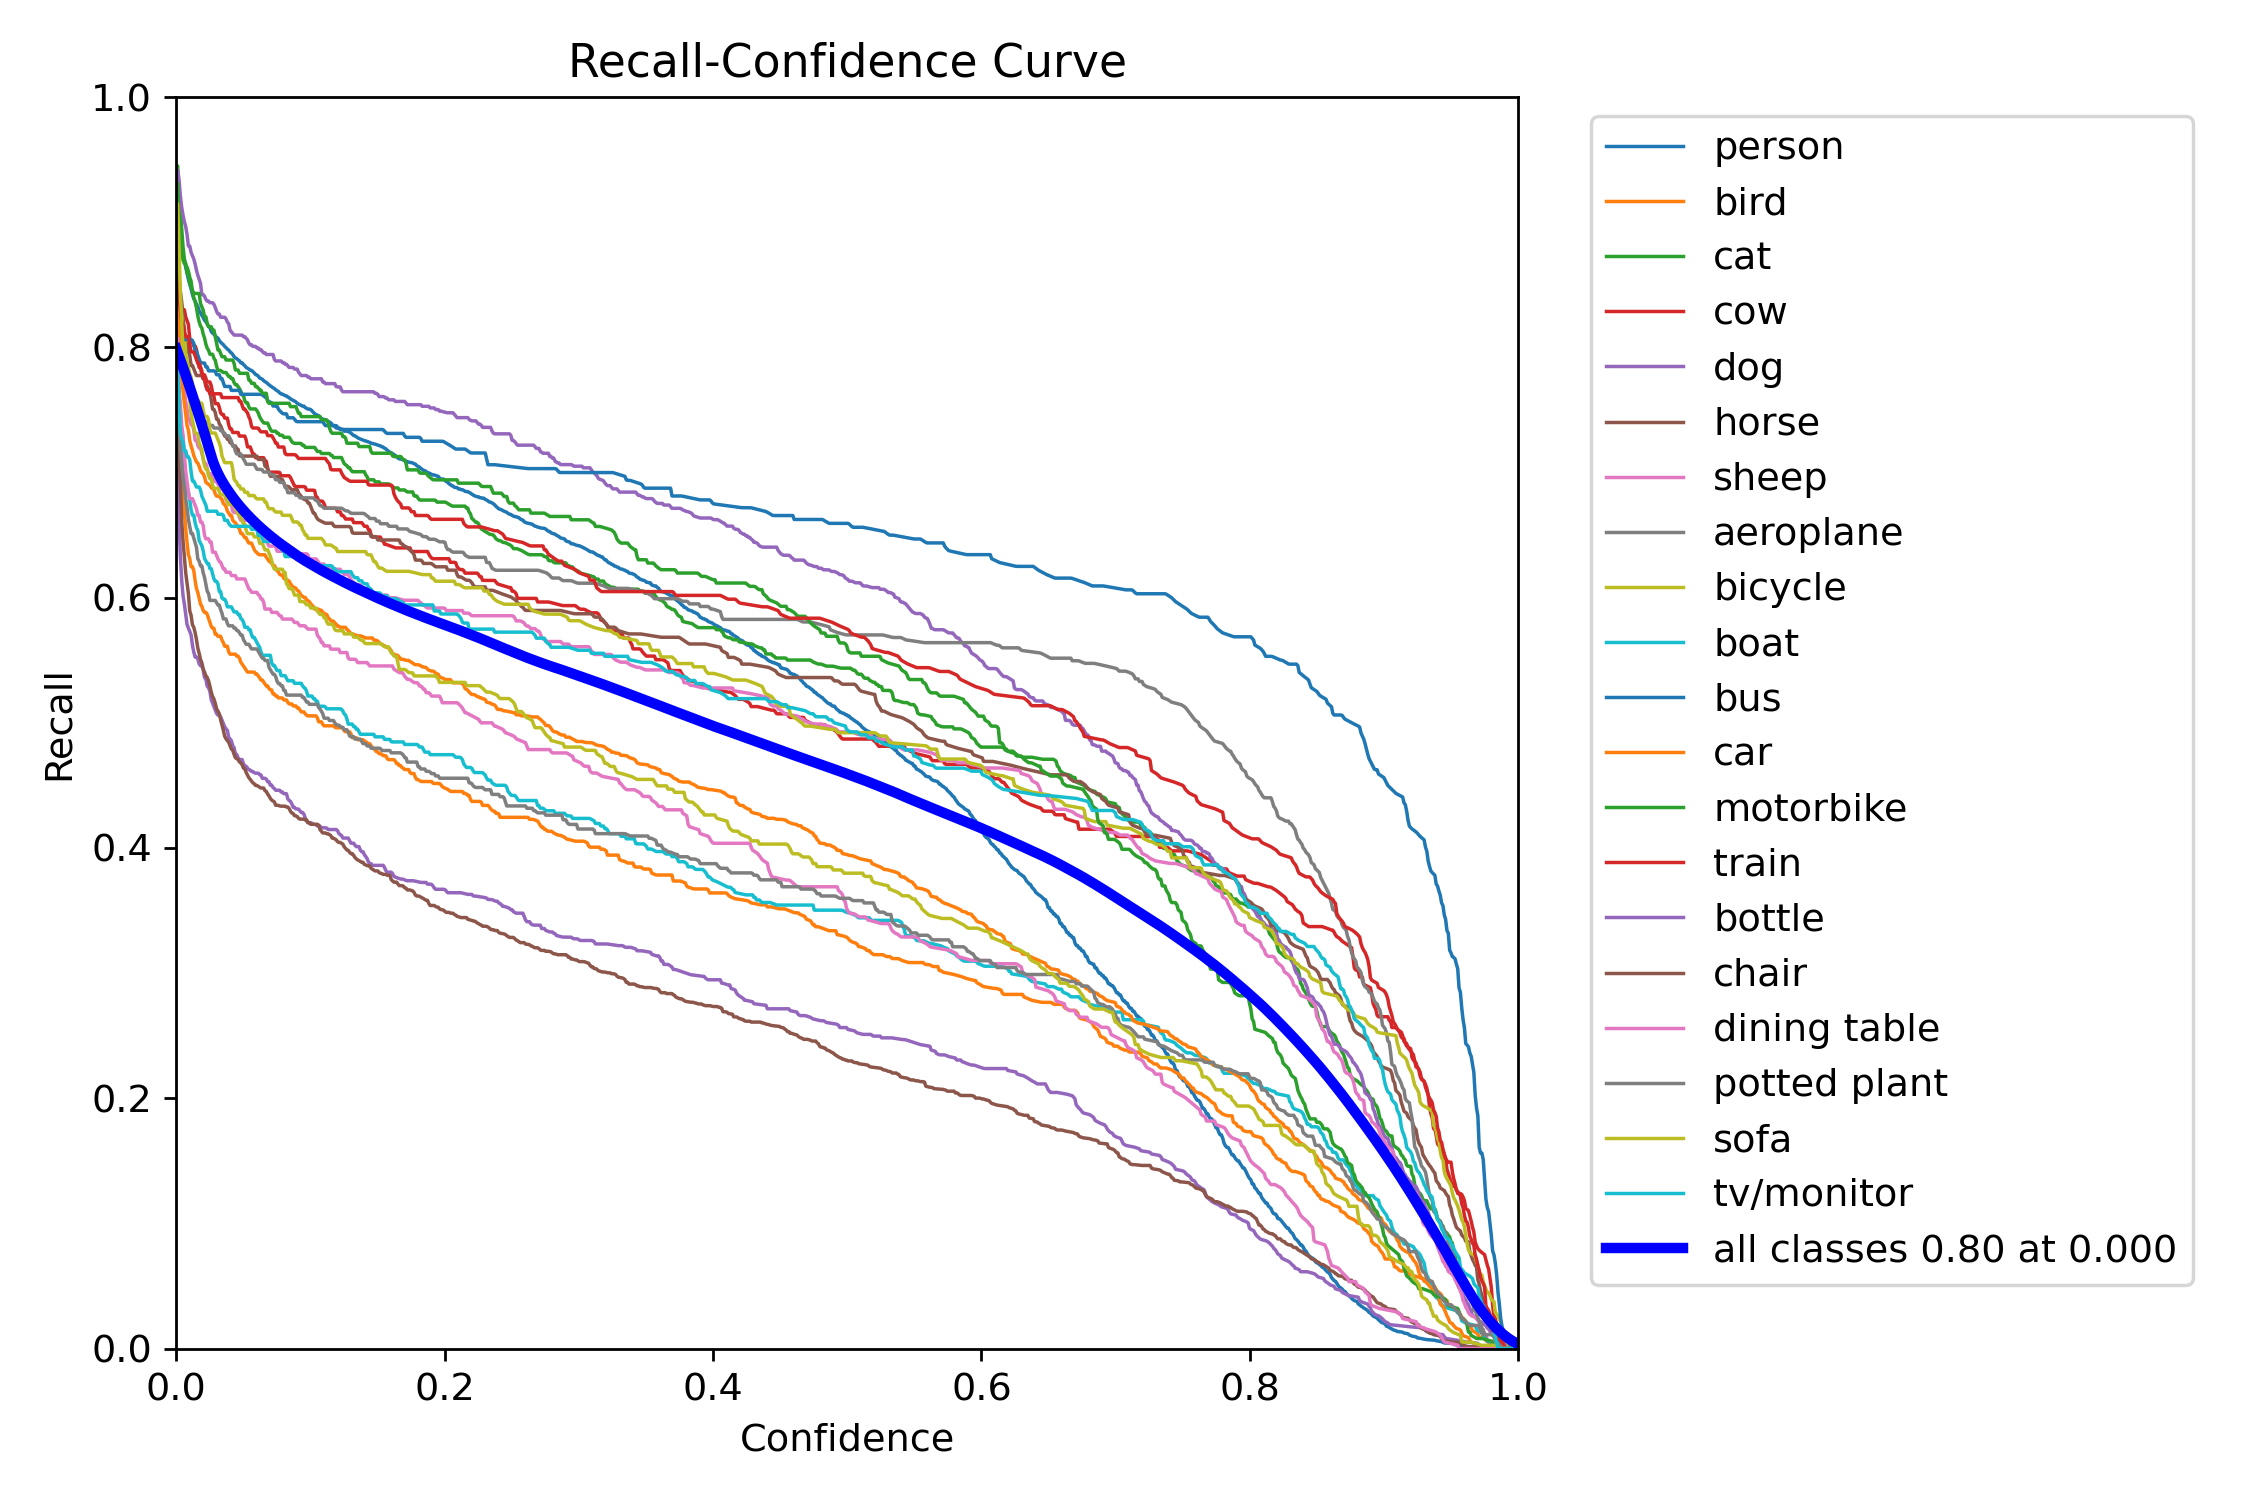 Recall-Confidence Curve
1.0
0.8
0.6
0.4
0.2
0.0
Recall
0.0 0.2 0.4 0.6 0.8 1.0
Confidence
person
bird
cat
cow
dog
horse
sheep
aeroplane
bicycle
boat
bus
car
motorbike
train
bottle
chair
dining table
potted plant
sofa
tv/monitor
all classes 0.80 at 0.000